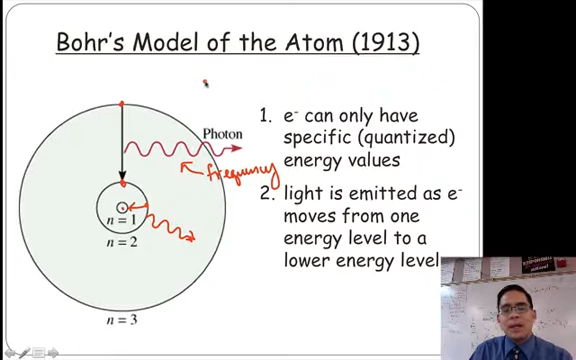 Bohr's Model of the Atom (1913)
Photon
frequency
n = 1
n = 2
n = 3
1. e⁻ can only have
specific (quantized)
energy values
2. light is emitted as e⁻
moves from one
energy level to a
lower energy level